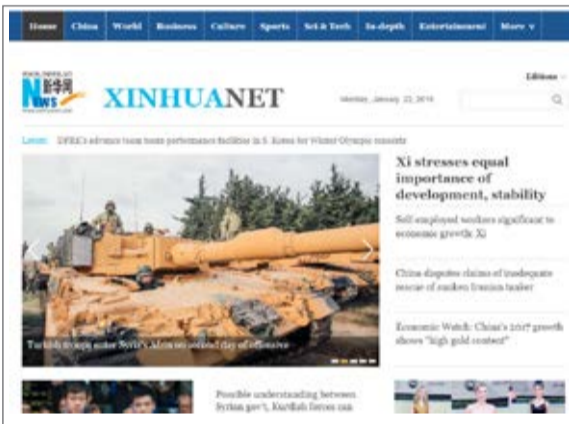 Home China World Business Culture Sports Sci & Tech In-depth Entertainment More
Editions
新华网
NEWS
XINHUANET
Monday, January 22, 2018
Latest: DPRK's advance team tours performance facilities in S. Korea for Winter Olympic concerts
Xi stresses equal
importance of
development, stability
Self employed workers significant to
economic growth: Xi
China disputes claims of inadequate
rescue of sunken Iranian tanker
Economic Watch: China's 2017 growth
shows "high gold content"
Turkish troops enter Syria's Afrin on second day of offensive
Possible understanding between
Syrian gov't, Kurdish forces can